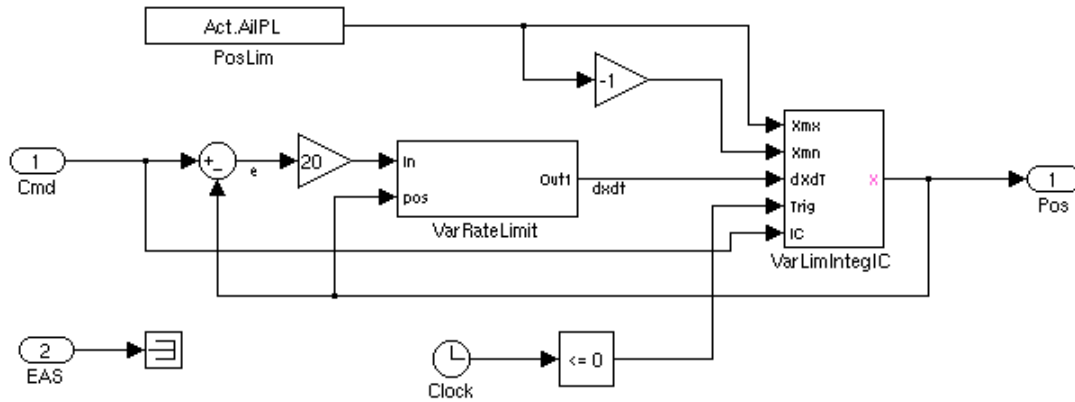 Act.AilPL
PosLim
-1
Xmx
Xmn
dXdT
Trig
IC
X
VarLimIntegIC
1
Cmd
+
-
e
20
In
pos
Out1
VarRateLimit
dxdt
1
Pos
2
EAS
Clock
<= 0